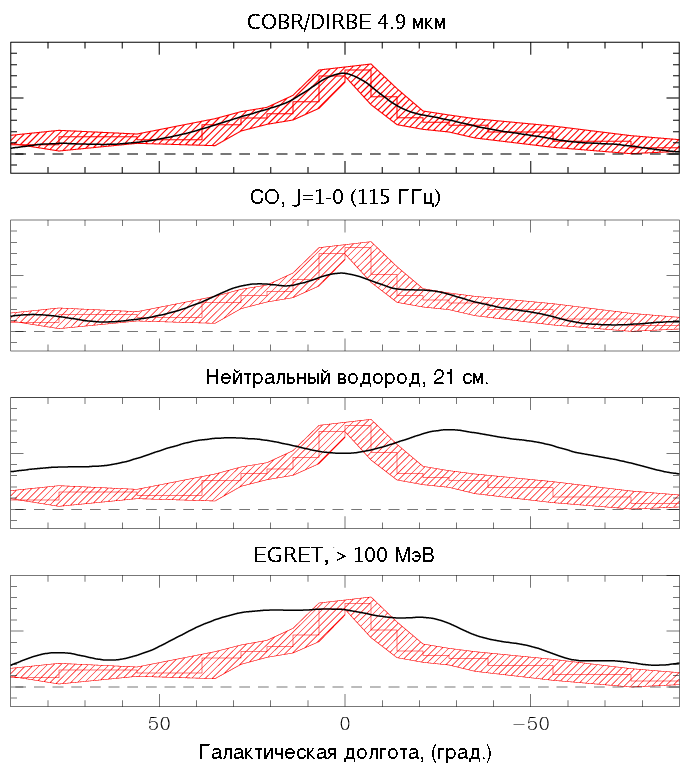 COBR/DIRBE 4.9 мкм
CO, J=1-0 (115 ГГц)
Нейтральный водород, 21 см.
EGRET, > 100 МэВ
50 0 −50
Галактическая долгота, (град.)